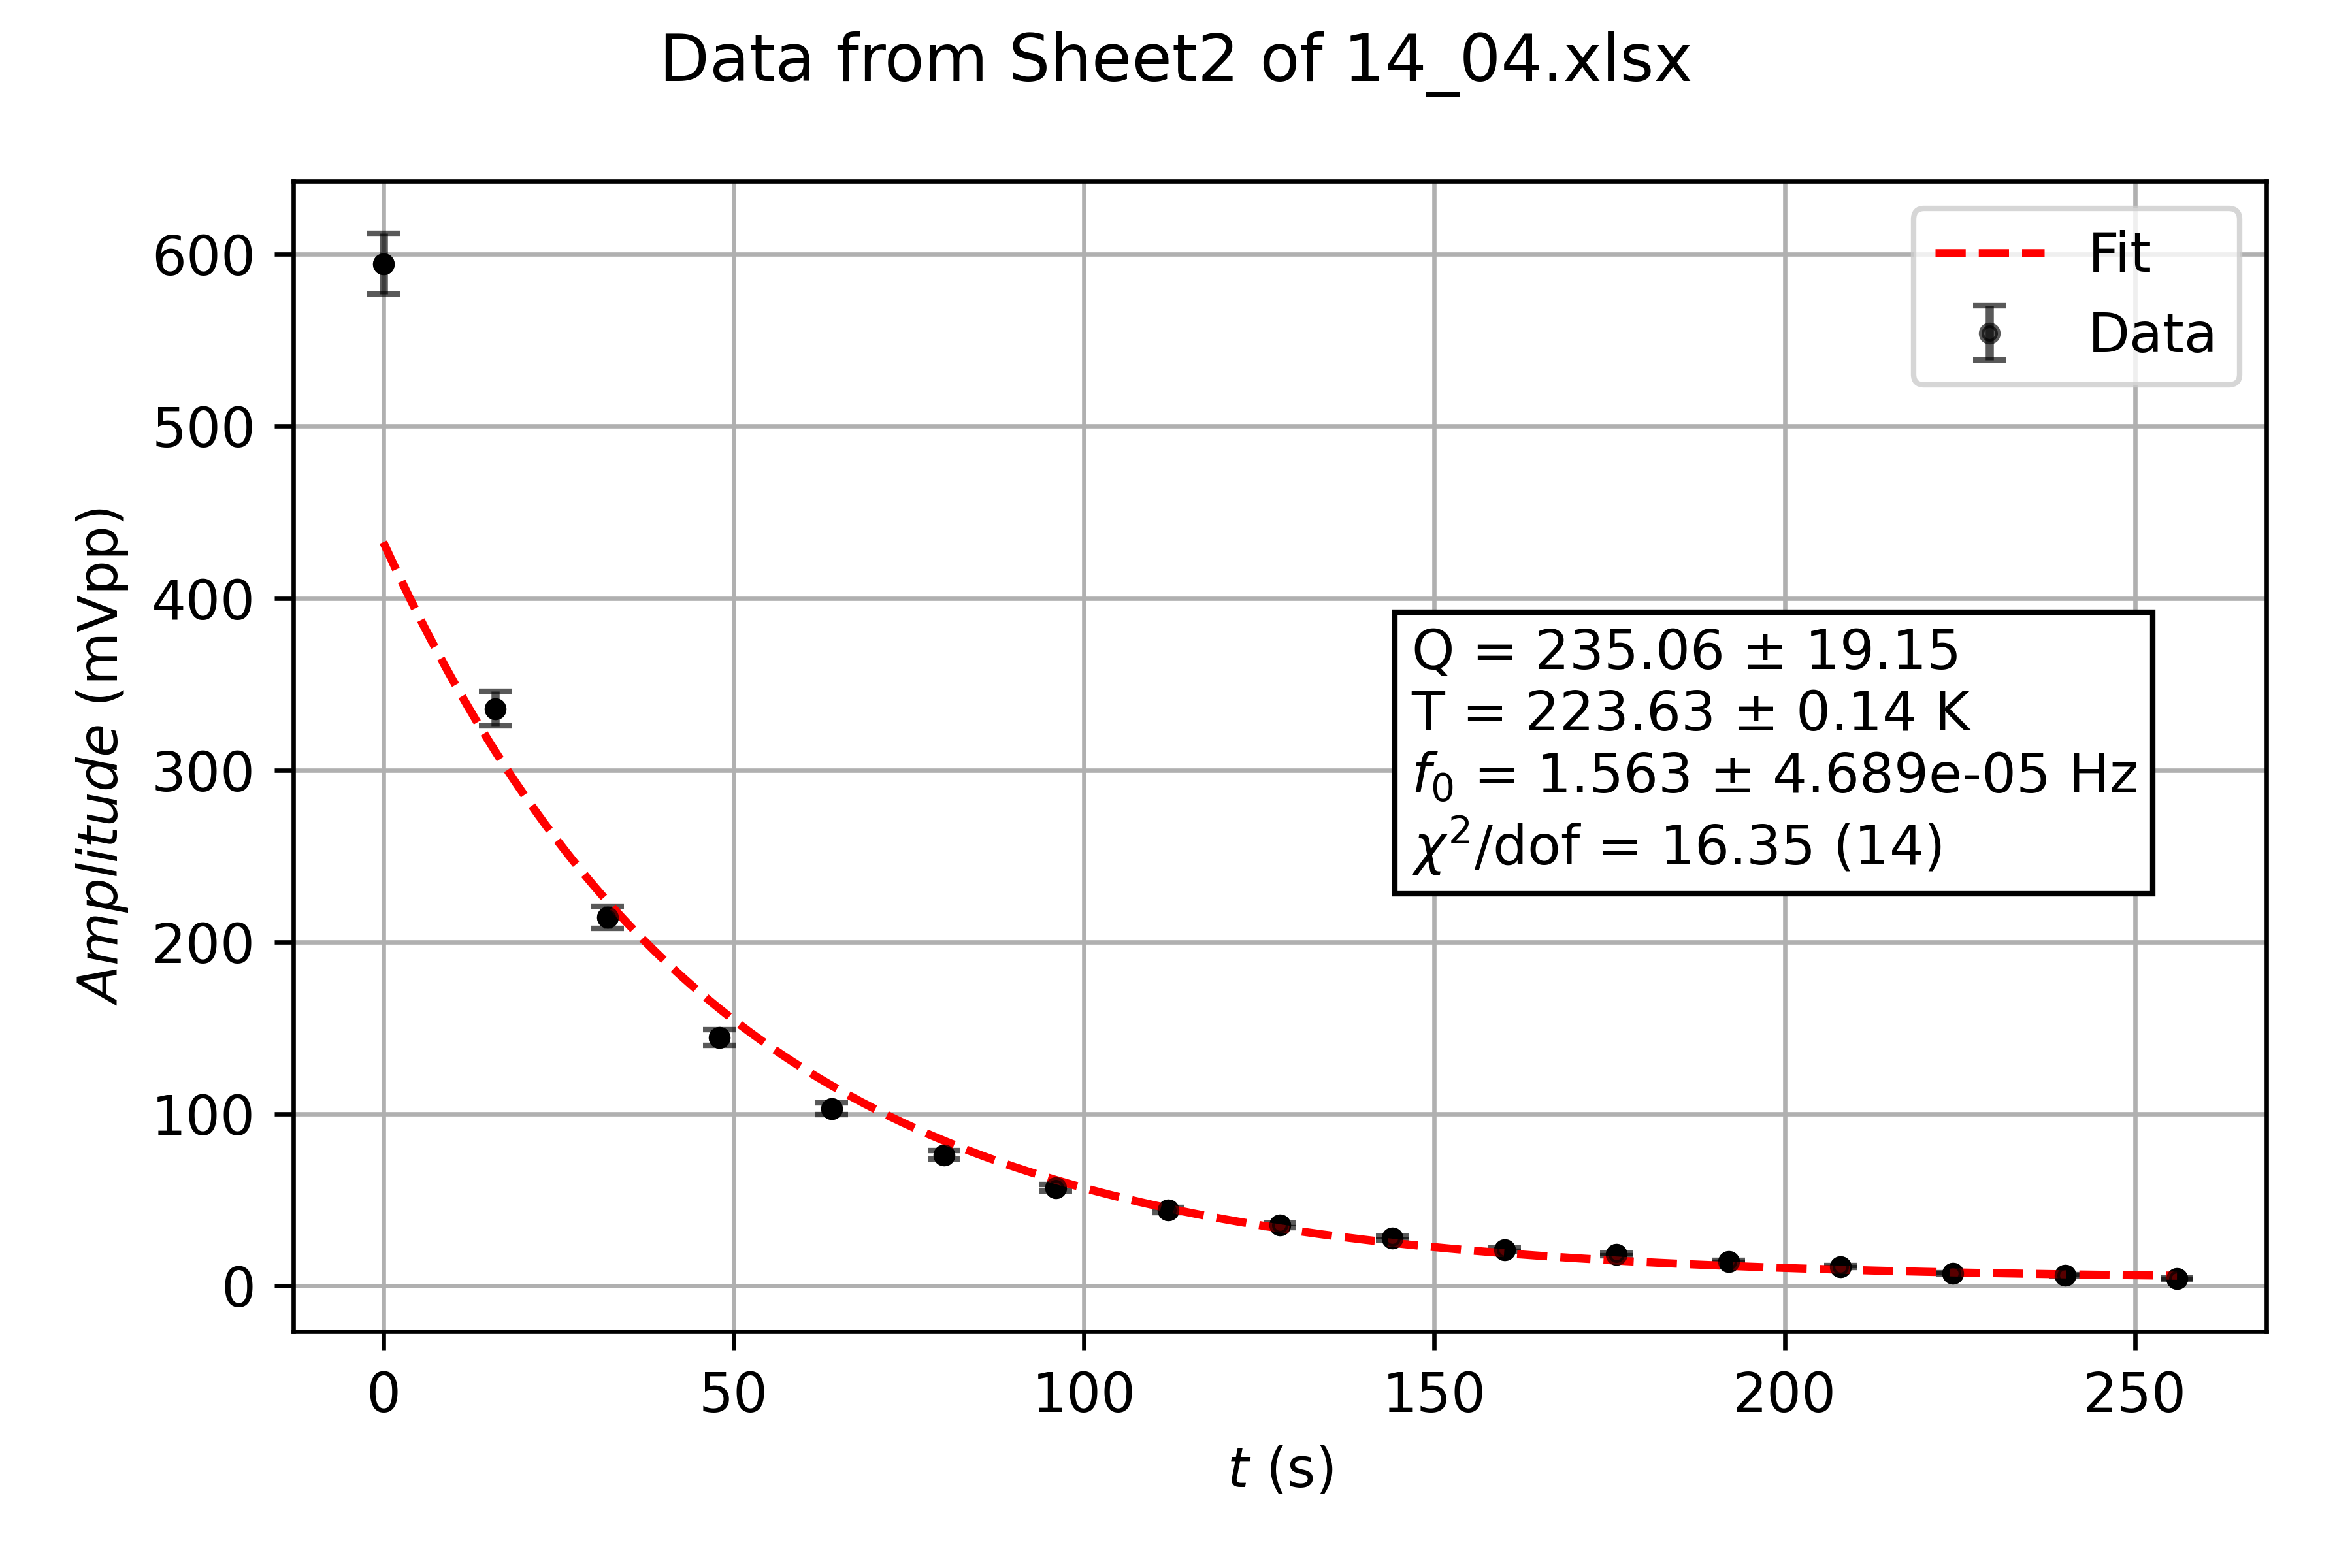 Data from Sheet2 of 14_04.xlsx
600
500
400
300
200
100
0
Amplitude (mVpp)
Fit
Data
Q = 235.06 ± 19.15
T = 223.63 ± 0.14 K
f₀ = 1.563 ± 4.689e-05 Hz
χ²/dof = 16.35 (14)
0 50 100 150 200 250
t (s)